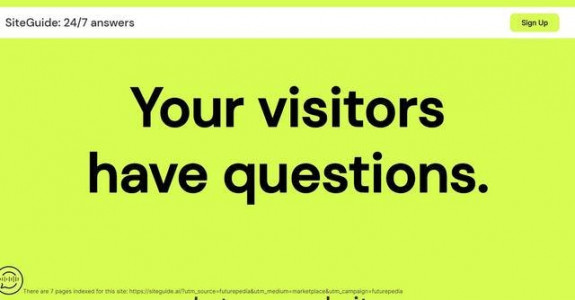 SiteGuide: 24/7 answers
Sign Up
Your visitors
have questions.
There are 7 pages indexed for this site: https://siteguide.ai?utm_source=futurepedia&utm_medium=marketplace&utm_campaign=futurepedia